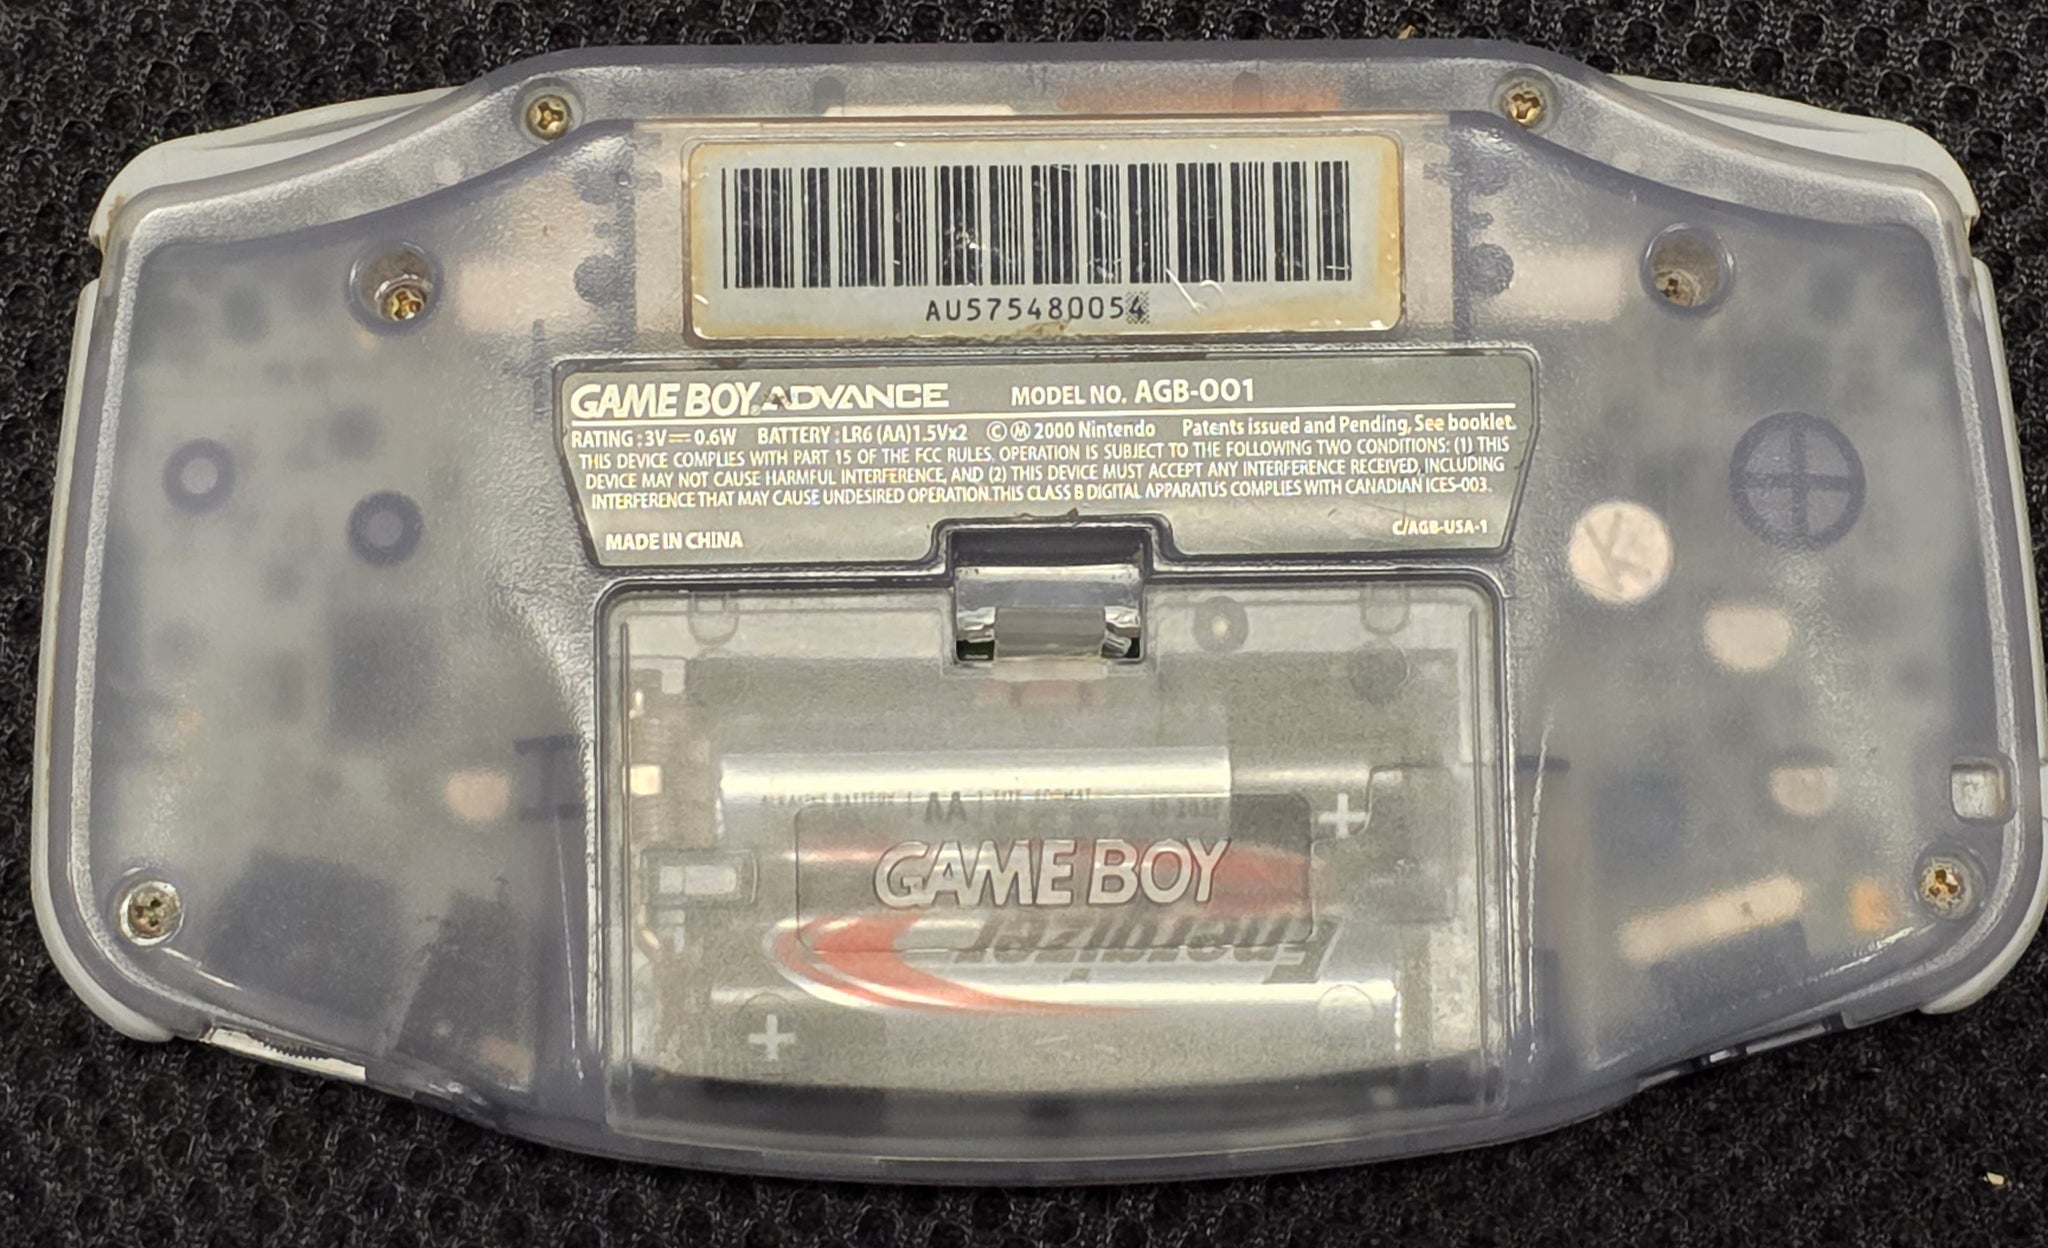 AU575480054
GAME BOY ADVANCE MODEL NO. AGB-001
RATING : 3V⎓0.6W BATTERY : LR6 (AA)1.5Vx2 ©Ⓜ 2000 Nintendo Patents issued and Pending, See booklet.
THIS DEVICE COMPLIES WITH PART 15 OF THE FCC RULES. OPERATION IS SUBJECT TO THE FOLLOWING TWO CONDITIONS: (1) THIS
DEVICE MAY NOT CAUSE HARMFUL INTERFERENCE, AND (2) THIS DEVICE MUST ACCEPT ANY INTERFERENCE RECEIVED, INCLUDING
INTERFERENCE THAT MAY CAUSE UNDESIRED OPERATION.THIS CLASS B DIGITAL APPARATUS COMPLIES WITH CANADIAN ICES-003.
MADE IN CHINA C/AGB-USA-1
AA
+
GAME BOY
Energizer
+